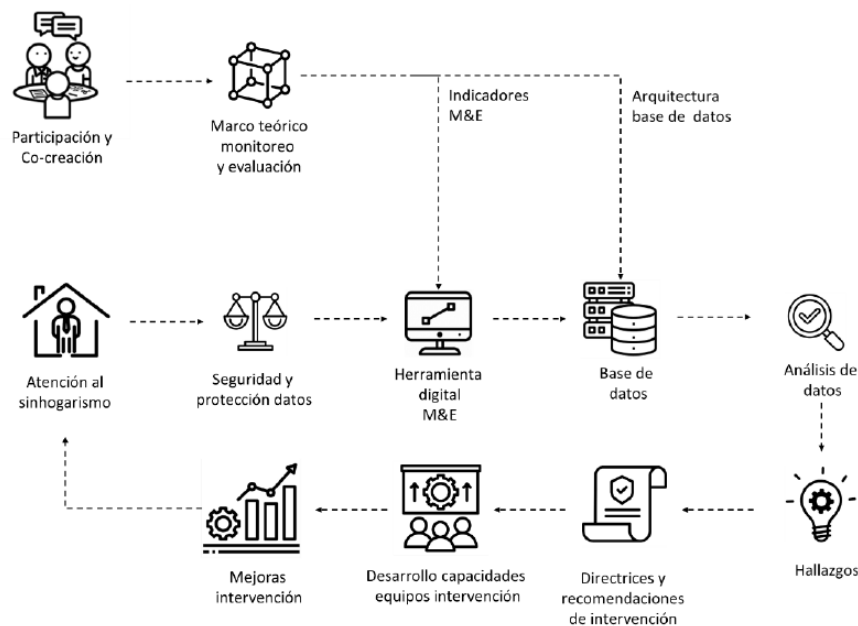 Participación y
Co-creación
Marco teórico
monitoreo
y evaluación
Indicadores
M&E
Arquitectura
base de datos
Atención al
sinhogarismo
Seguridad y
protección datos
Herramienta
digital
M&E
Base de
datos
Análisis de
datos
Mejoras
intervención
Desarrollo capacidades
equipos intervención
Directrices y
recomendaciones
de intervención
Hallazgos